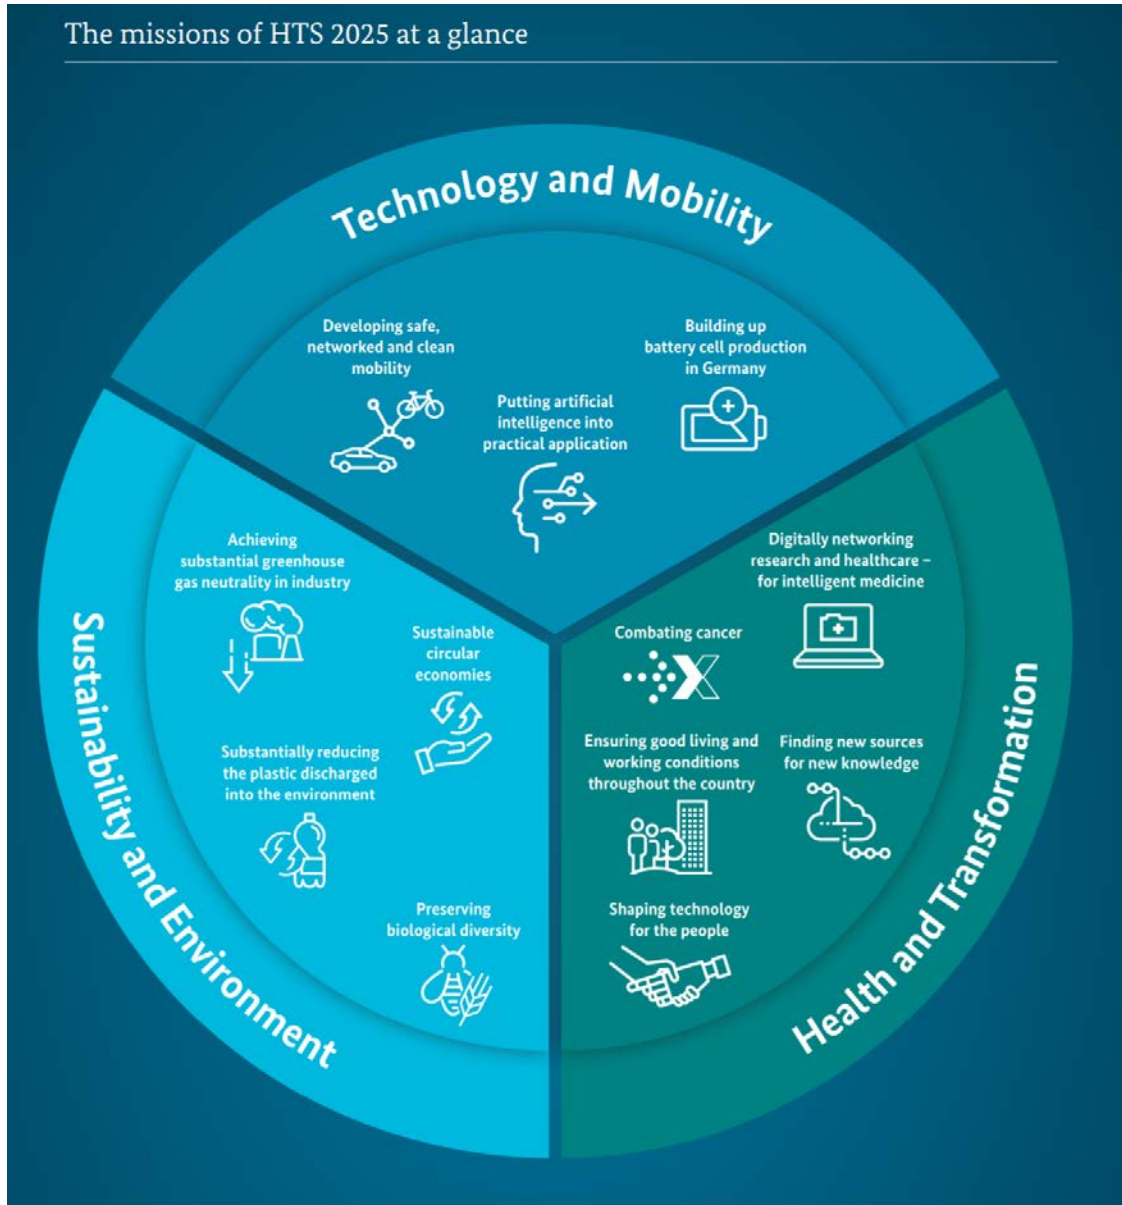 The missions of HTS 2025 at a glance
Technology and Mobility
Developing safe,
networked and clean
mobility
Putting artificial
intelligence into
practical application
Building up
battery cell production
in Germany
Sustainability and Environment
Achieving
substantial greenhouse
gas neutrality in industry
Sustainable
circular
economies
Substantially reducing
the plastic discharged
into the environment
Preserving
biological diversity
Health and Transformation
Digitally networking
research and healthcare –
for intelligent medicine
Combating cancer
Ensuring good living and
working conditions
throughout the country
Finding new sources
for new knowledge
Shaping technology
for the people